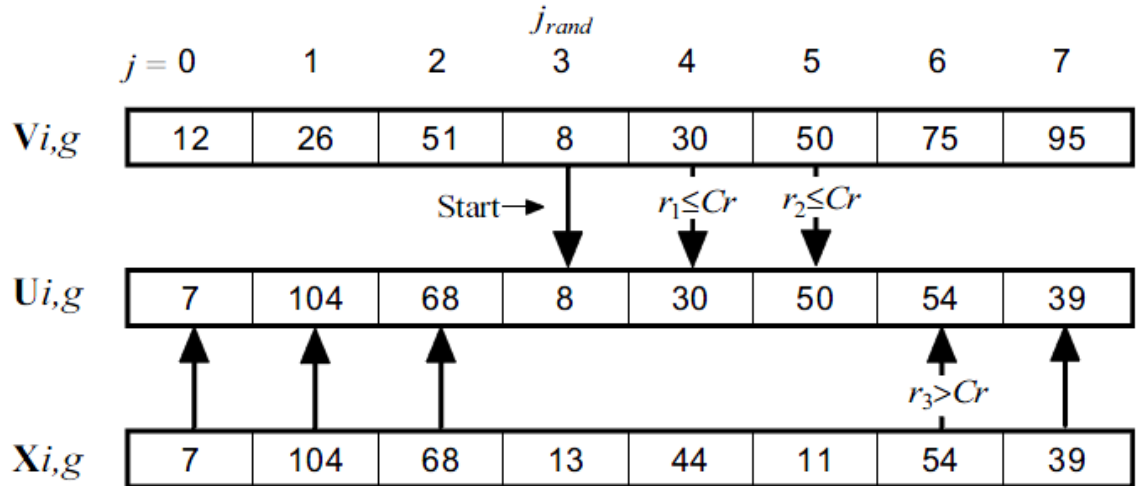 j_rand
j = 0 1 2 3 4 5 6 7
Vi,g 12 26 51 8 30 50 75 95
Start→ r₁≤Cr r₂≤Cr
Ui,g 7 104 68 8 30 50 54 39
r₃>Cr
Xi,g 7 104 68 13 44 11 54 39